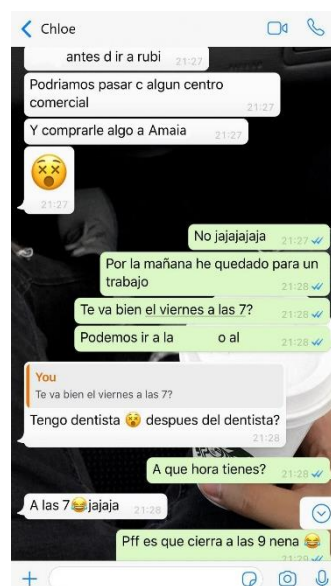 Chloe
antes d ir a rubi 21:27
Podriamos pasar c algun centro
comercial 21:27
Y comprarle algo a Amaia 21:27
21:27
No jajajajaja 21:27
Por la mañana he quedado para un
trabajo 21:28
Te va bien el viernes a las 7? 21:28
Podemos ir a la o al 21:28
You
Te va bien el viernes a las 7?
Tengo dentista 😵 despues del dentista?
21:28
A que hora tienes? 21:28
A las 7😂jajaja 21:28
Pff es que cierra a las 9 nena 😂
21:29